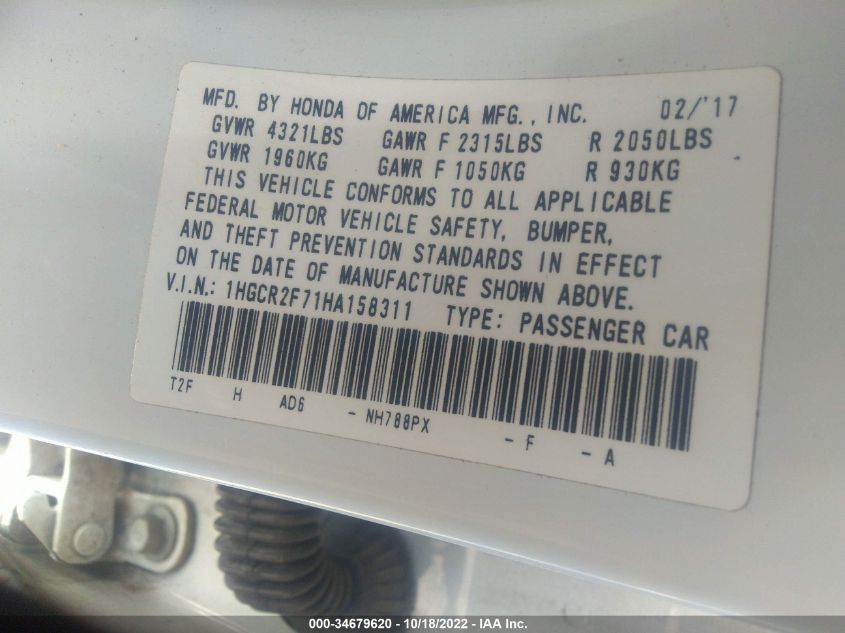 MFD. BY HONDA OF AMERICA MFG., INC. 02/'17
GVWR 4321LBS GAWR F 2315LBS R 2050LBS
GVWR 1960KG GAWR F 1050KG R 930KG
THIS VEHICLE CONFORMS TO ALL APPLICABLE
FEDERAL MOTOR VEHICLE SAFETY, BUMPER,
AND THEFT PREVENTION STANDARDS IN EFFECT
ON THE DATE OF MANUFACTURE SHOWN ABOVE.
V.I.N.: 1HGCR2F71HA158311 TYPE: PASSENGER CAR
T2F H AD6 - NH788PX - F - A
000-34679620 - 10/18/2022 - IAA Inc.